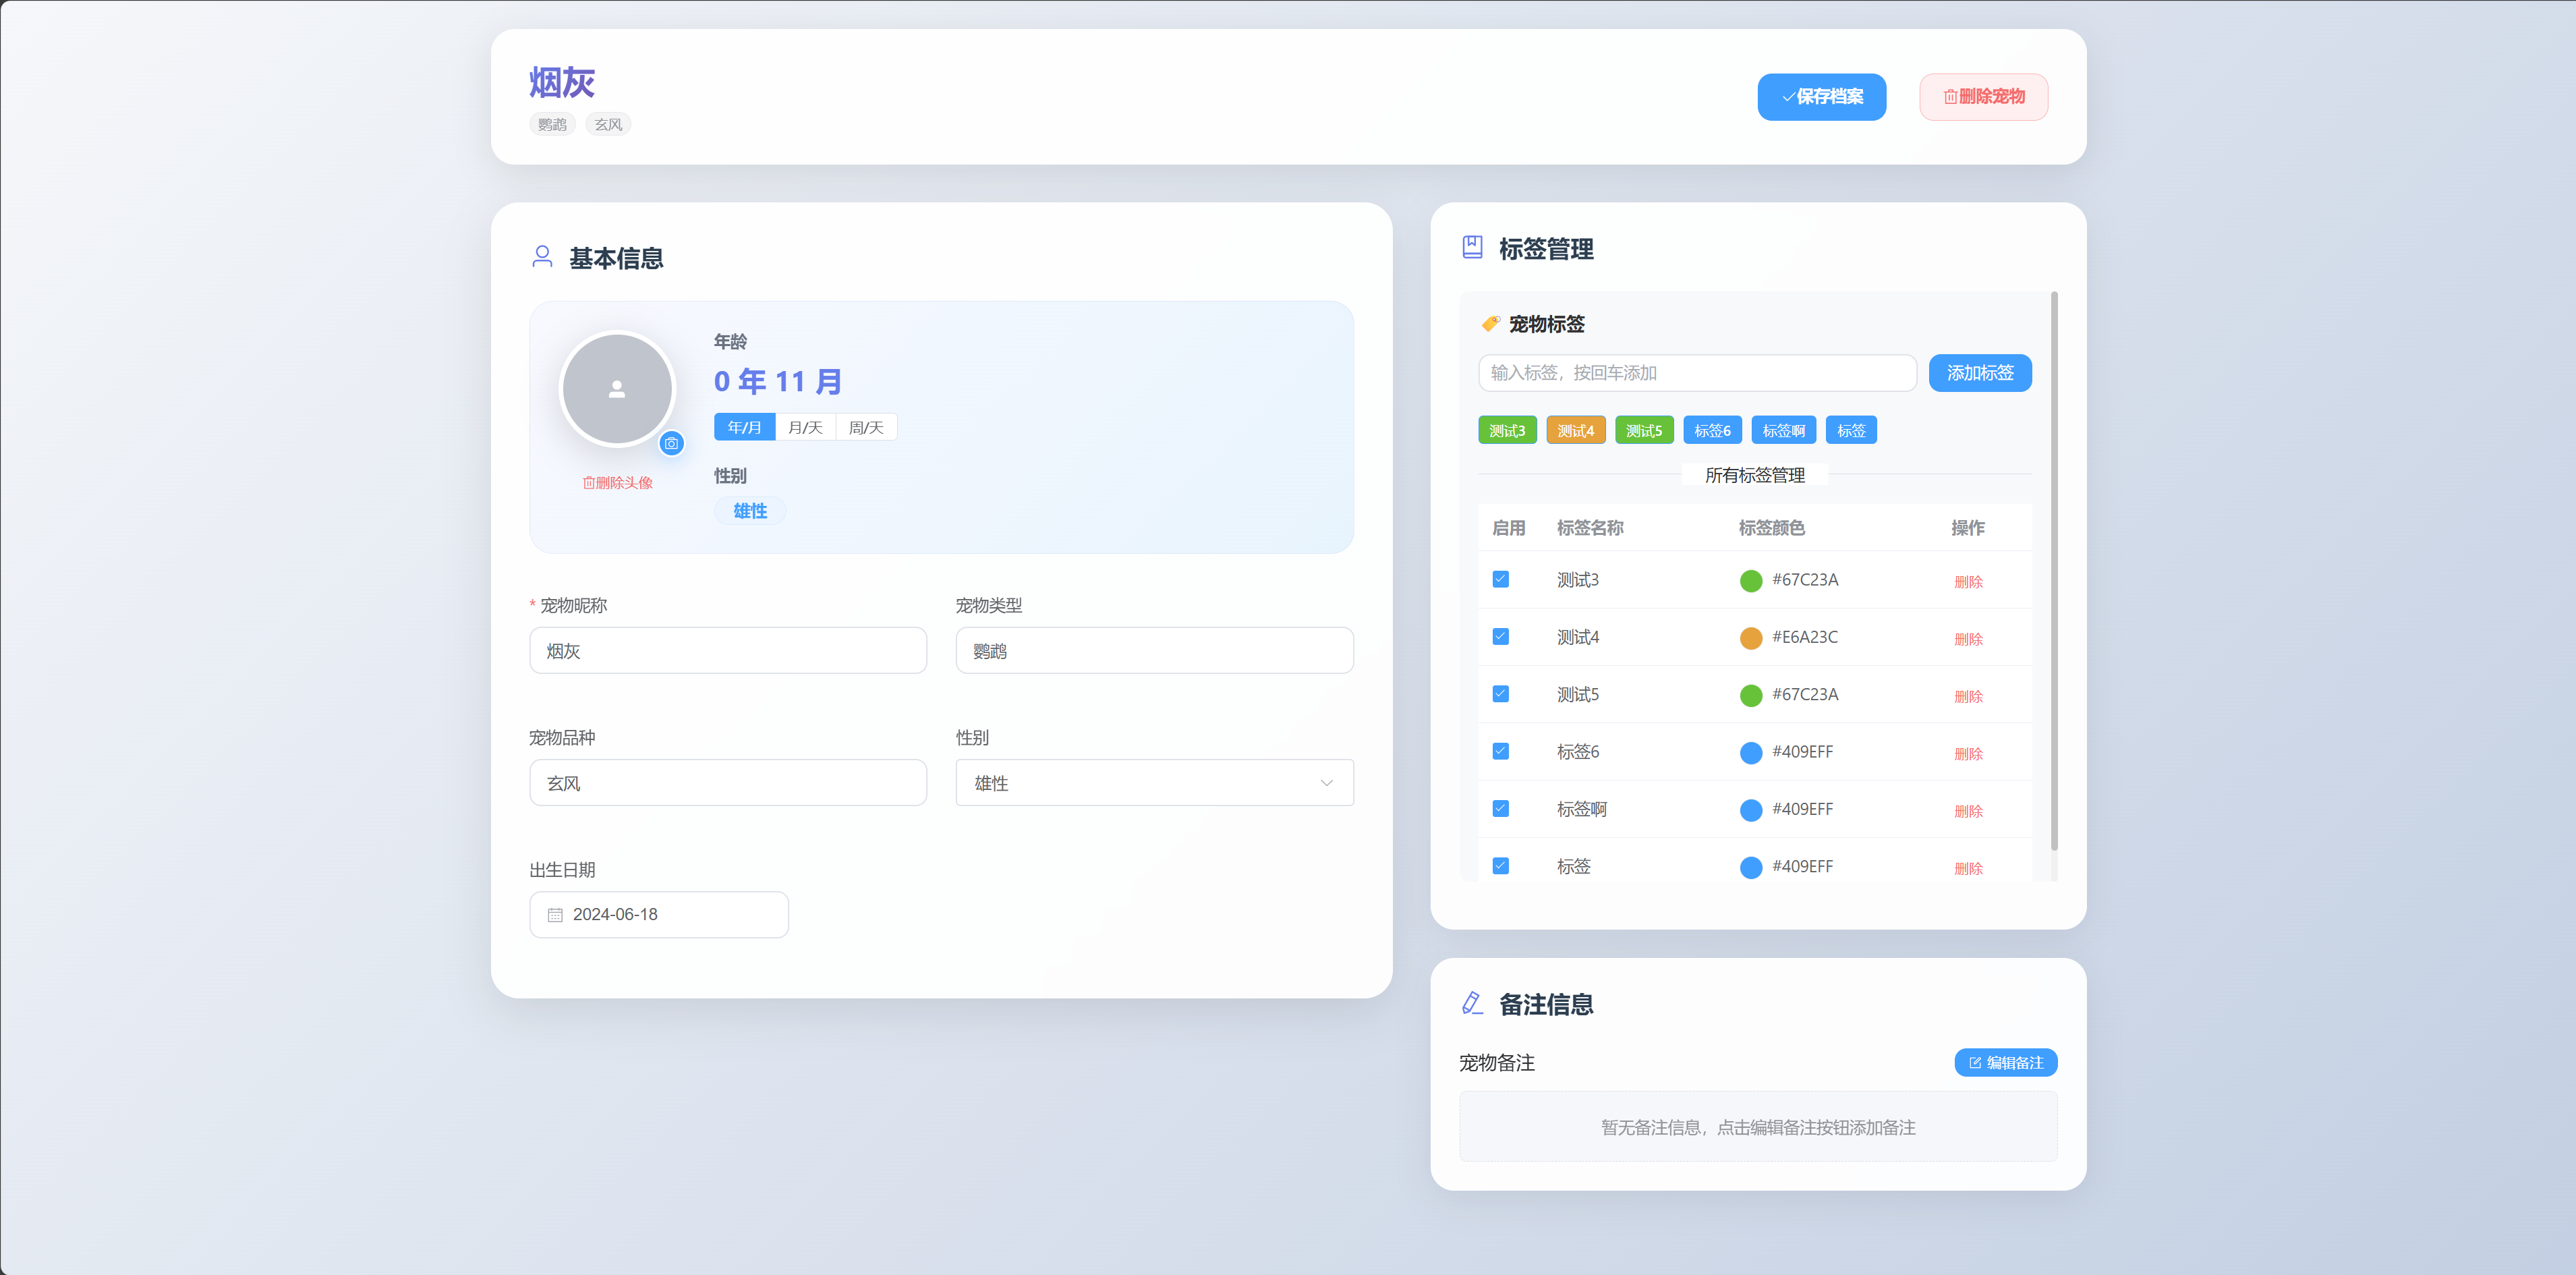 烟灰
鹦鹉 玄风
保存档案 删除宠物
基本信息
年龄
0 年 11 月
年/月 月/天 周/天
删除头像
性别
雄性
* 宠物昵称 宠物类型
烟灰 鹦鹉
宠物品种 性别
玄风 雄性
出生日期
2024-06-18
标签管理
宠物标签
输入标签，按回车添加 添加标签
测试3 测试4 测试5 标签6 标签啊 标签
所有标签管理
启用 标签名称 标签颜色 操作
测试3 #67C23A 删除
测试4 #E6A23C 删除
测试5 #67C23A 删除
标签6 #409EFF 删除
标签啊 #409EFF 删除
标签 #409EFF 删除
备注信息
宠物备注 编辑备注
暂无备注信息，点击编辑备注按钮添加备注